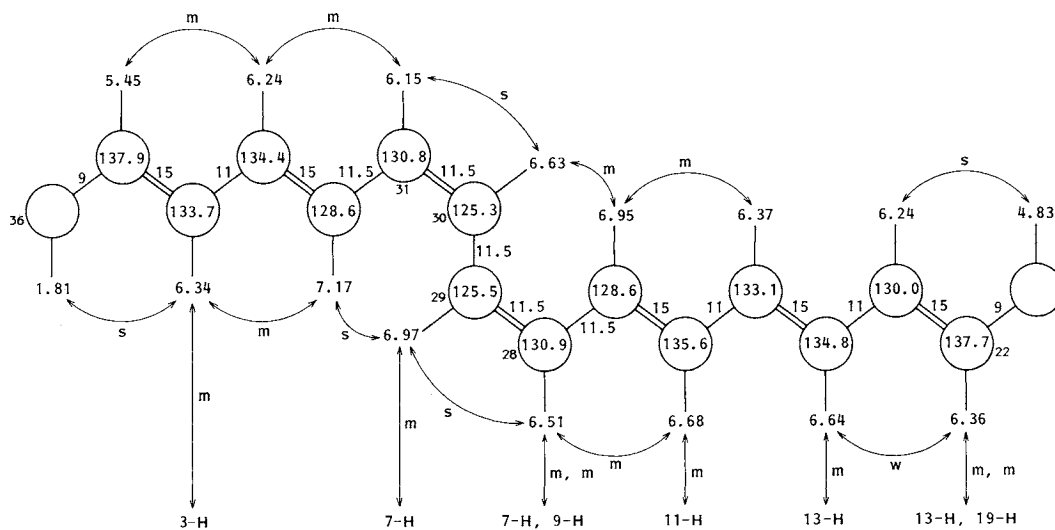 m m
5.45 6.24 6.15
s
6.63 m m s
6.95 6.37 6.24 4.83
137.9 134.4 130.8
9 15 11 15 11.5 31 11.5
36 133.7 128.6 30 125.3
11.5
1.81 6.34 7.17
s m s
29 125.5 128.6 133.1 130.0
11.5 11.5 15 11 15 11 15 9
6.97 28 130.9 135.6 134.8 137.7 22
s
6.51 6.68 6.64 6.36
m w
m m m, m m m m, m
3-H 7-H 7-H, 9-H 11-H 13-H 13-H, 19-H